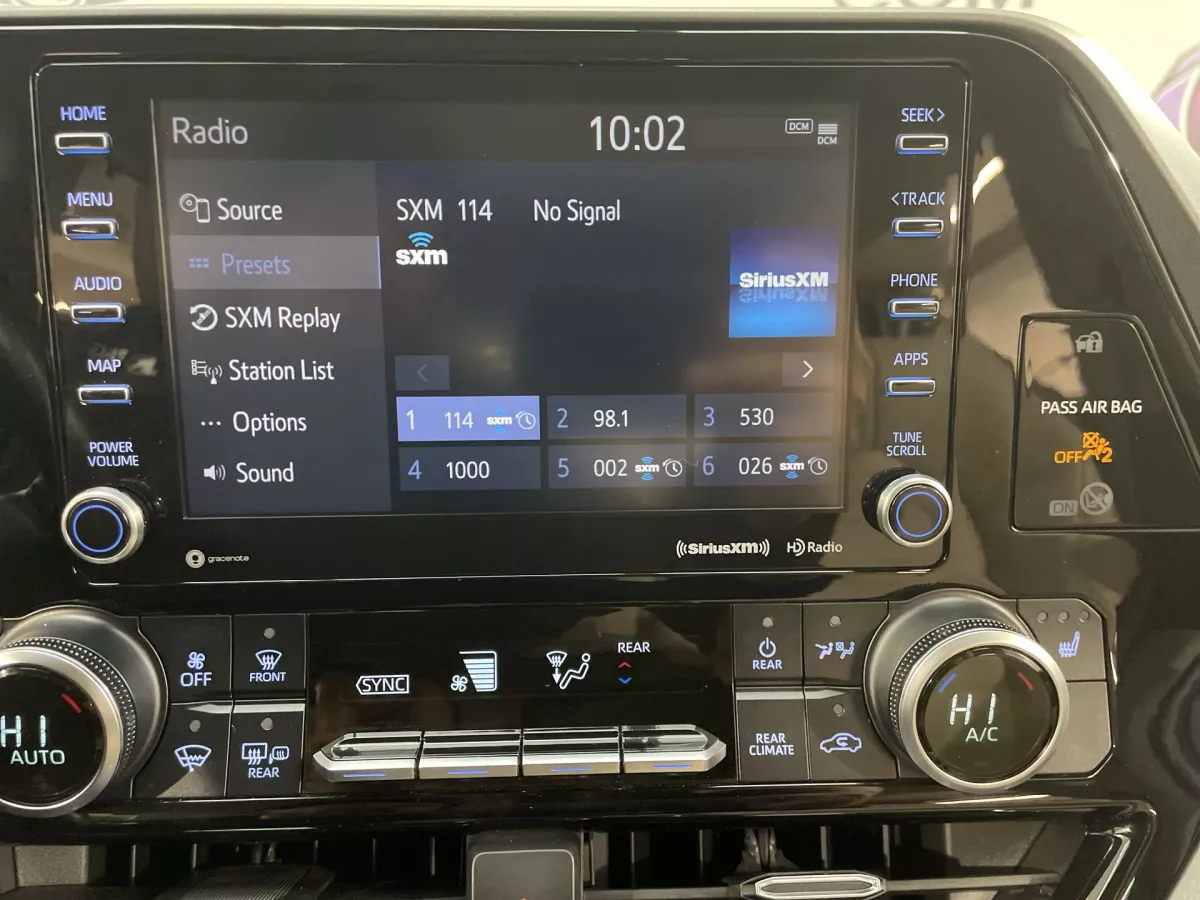 COM
HOME
MENU
AUDIO
MAP
POWER
VOLUME
Radio
10:02
DCM
DCM
Source
Presets
SXM Replay
Station List
Options
Sound
SXM 114 No Signal
sxm
SiriusXM
<
>
1 114 sxm
2 98.1
3 530
4 1000
5 002 sxm
6 026 sxm
gracenote
SiriusXM
HD Radio
SEEK>
<TRACK
PHONE
APPS
TUNE
SCROLL
PASS AIR BAG
OFF 2
ON
HI
AUTO
OFF
FRONT
REAR
SYNC
REAR
REAR
REAR
CLIMATE
HI
A/C